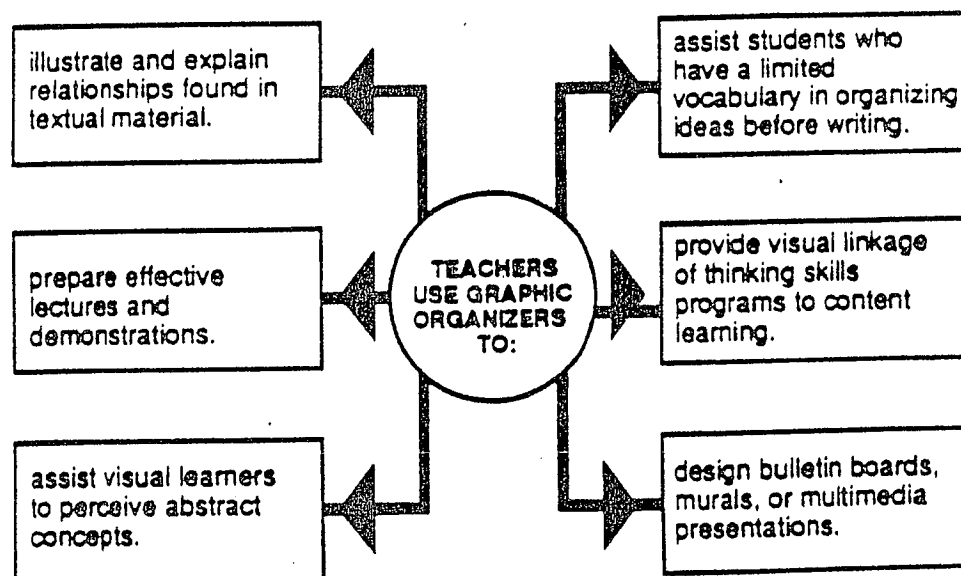 illustrate and explain
relationships found in
textual material.
prepare effective
lectures and
demonstrations.
assist visual learners
to perceive abstract
concepts.
TEACHERS
USE GRAPHIC
ORGANIZERS
TO:
assist students who
have a limited
vocabulary in organizing
ideas before writing.
provide visual linkage
of thinking skills
programs to content
learning.
design bulletin boards,
murals, or multimedia
presentations.